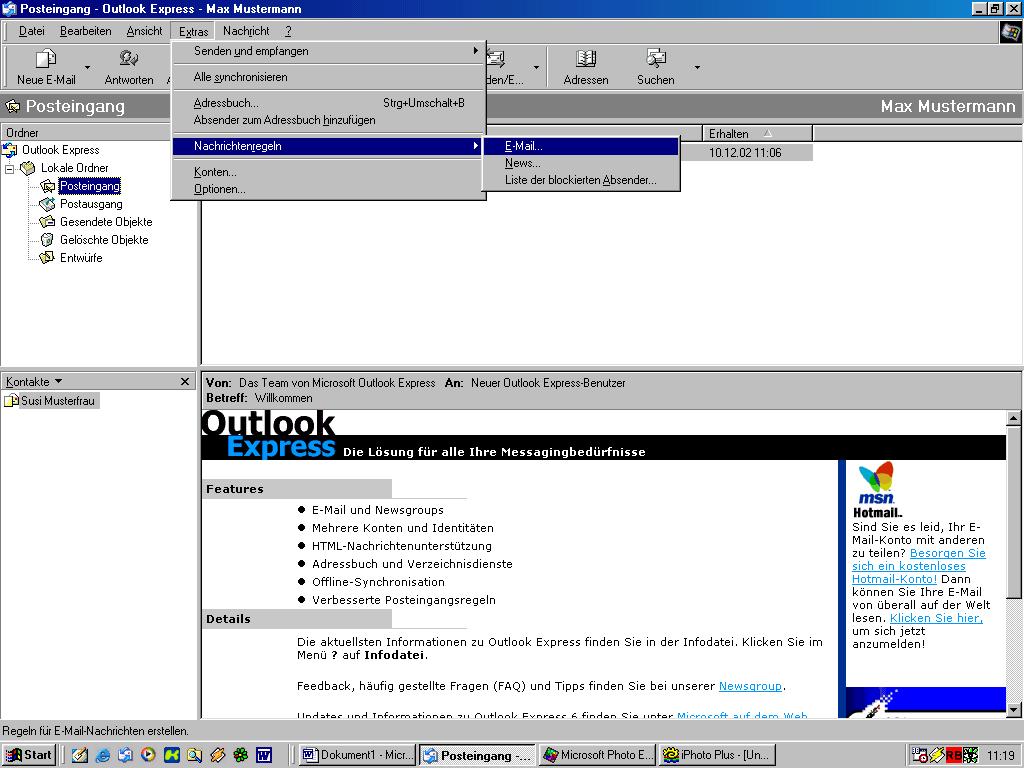 Posteingang - Outlook Express - Max Mustermann
Datei Bearbeiten Ansicht Extras Nachricht ?
Neue E-Mail Antworten den/E... Adressen Suchen
Senden und empfangen
Alle synchronisieren
Adressbuch... Strg+Umschalt+B
Absender zum Adressbuch hinzufügen
Nachrichtenregeln
Konten...
Optionen...
E-Mail...
News...
Liste der blockierten Absender...
Posteingang Max Mustermann
Ordner
Outlook Express
Lokale Ordner
Posteingang
Postausgang
Gesendete Objekte
Gelöschte Objekte
Entwürfe
Erhalten
10.12.02 11:06
Kontakte
Susi Musterfrau
Von: Das Team von Microsoft Outlook Express An: Neuer Outlook Express-Benutzer
Betreff: Willkommen
Outlook
Express Die Lösung für alle Ihre Messagingbedürfnisse
Features
E-Mail und Newsgroups
Mehrere Konten und Identitäten
HTML-Nachrichtenunterstützung
Adressbuch und Verzeichnisdienste
Offline-Synchronisation
Verbesserte Posteingangsregeln
Details
Die aktuellsten Informationen zu Outlook Express finden Sie in der Infodatei. Klicken Sie im
Menü ? auf Infodatei.
Feedback, häufig gestellte Fragen (FAQ) und Tipps finden Sie bei unserer Newsgroup.
Updates und Informationen zu Outlook Express 6 finden Sie unter Microsoft auf dem Web
msn
Hotmail
Sind Sie es leid, Ihr E-
Mail-Konto mit anderen
zu teilen? Besorgen Sie
sich ein kostenloses
Hotmail-Konto! Dann
können Sie Ihre E-Mail
von überall auf der Welt
lesen. Klicken Sie hier,
um sich jetzt
anzumelden!
Regeln für E-Mail-Nachrichten erstellen.
Start Dokument1 - Micr... Posteingang -... Microsoft Photo E... iPhoto Plus - [Un... RB 11:19